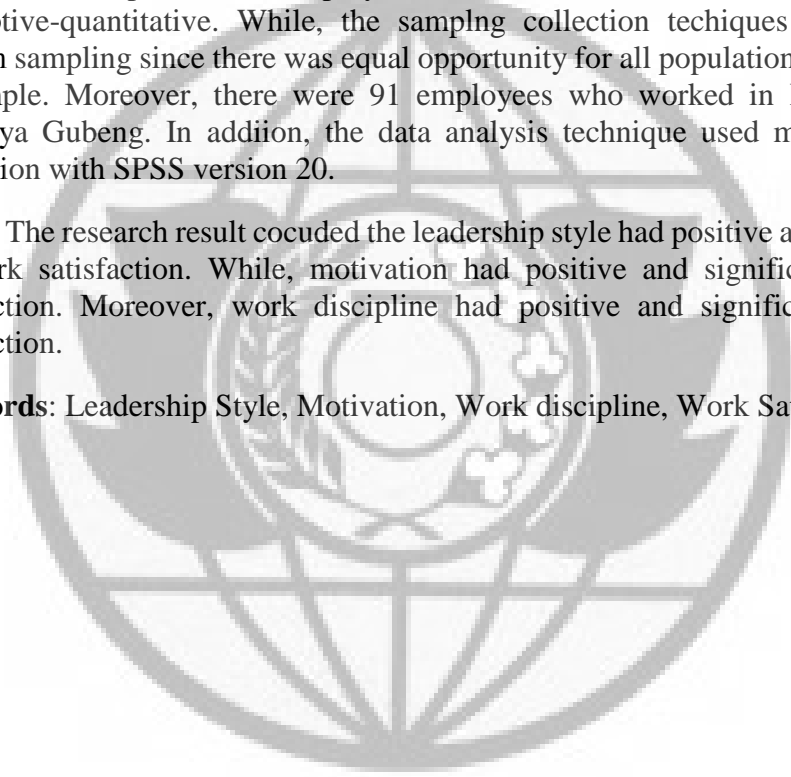 ptive-quantitative. While, the samplng collection techiques
n sampling since there was equal opportunity for all population
nple. Moreover, there were 91 employees who worked in
ya Gubeng. In addiion, the data analysis technique used m
ion with SPSS version 20.
The research result cocuded the leadership style had positive a
rk satisfaction. While, motivation had positive and signific
ction. Moreover, work discipline had positive and signific
ction.
ords: Leadership Style, Motivation, Work discipline, Work Sa